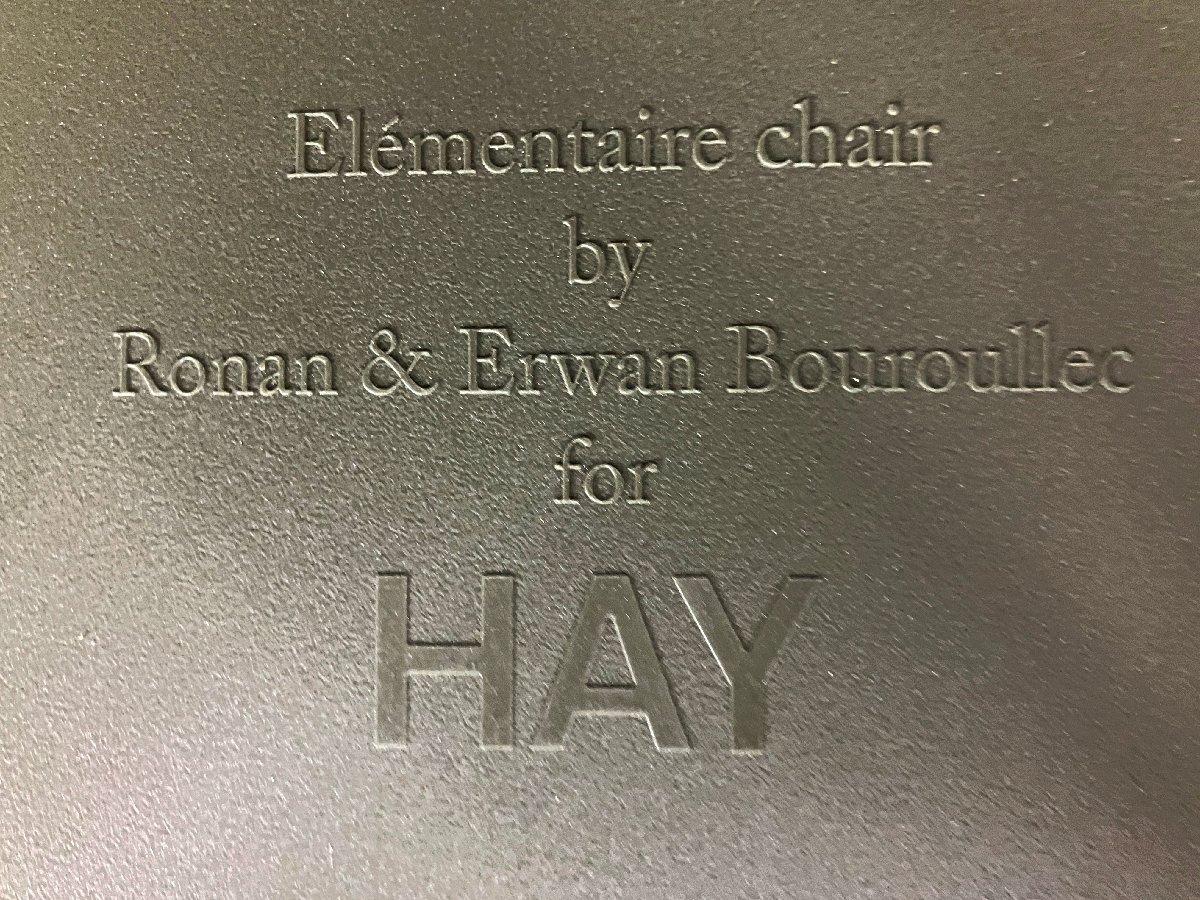 Elémentaire chair
by
Ronan & Erwan Bouroullec
for
HAY